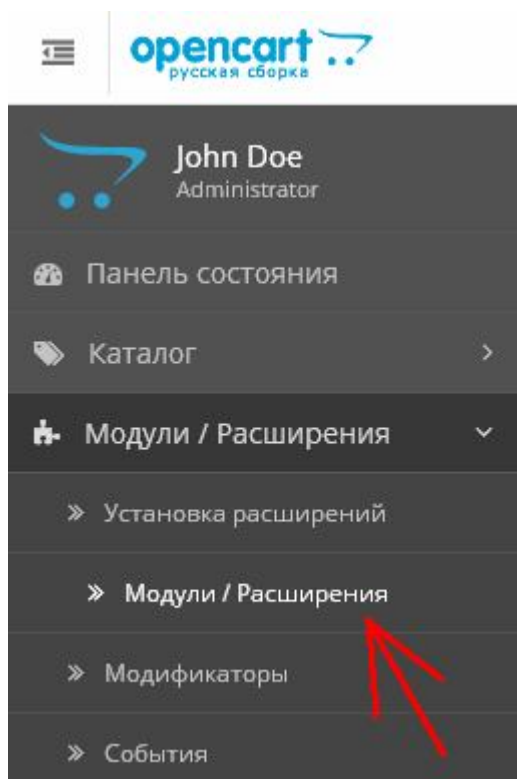 opencart
русская сборка
John Doe
Administrator
Панель состояния
Каталог
Модули / Расширения
Установка расширений
Модули / Расширения
Модификаторы
События